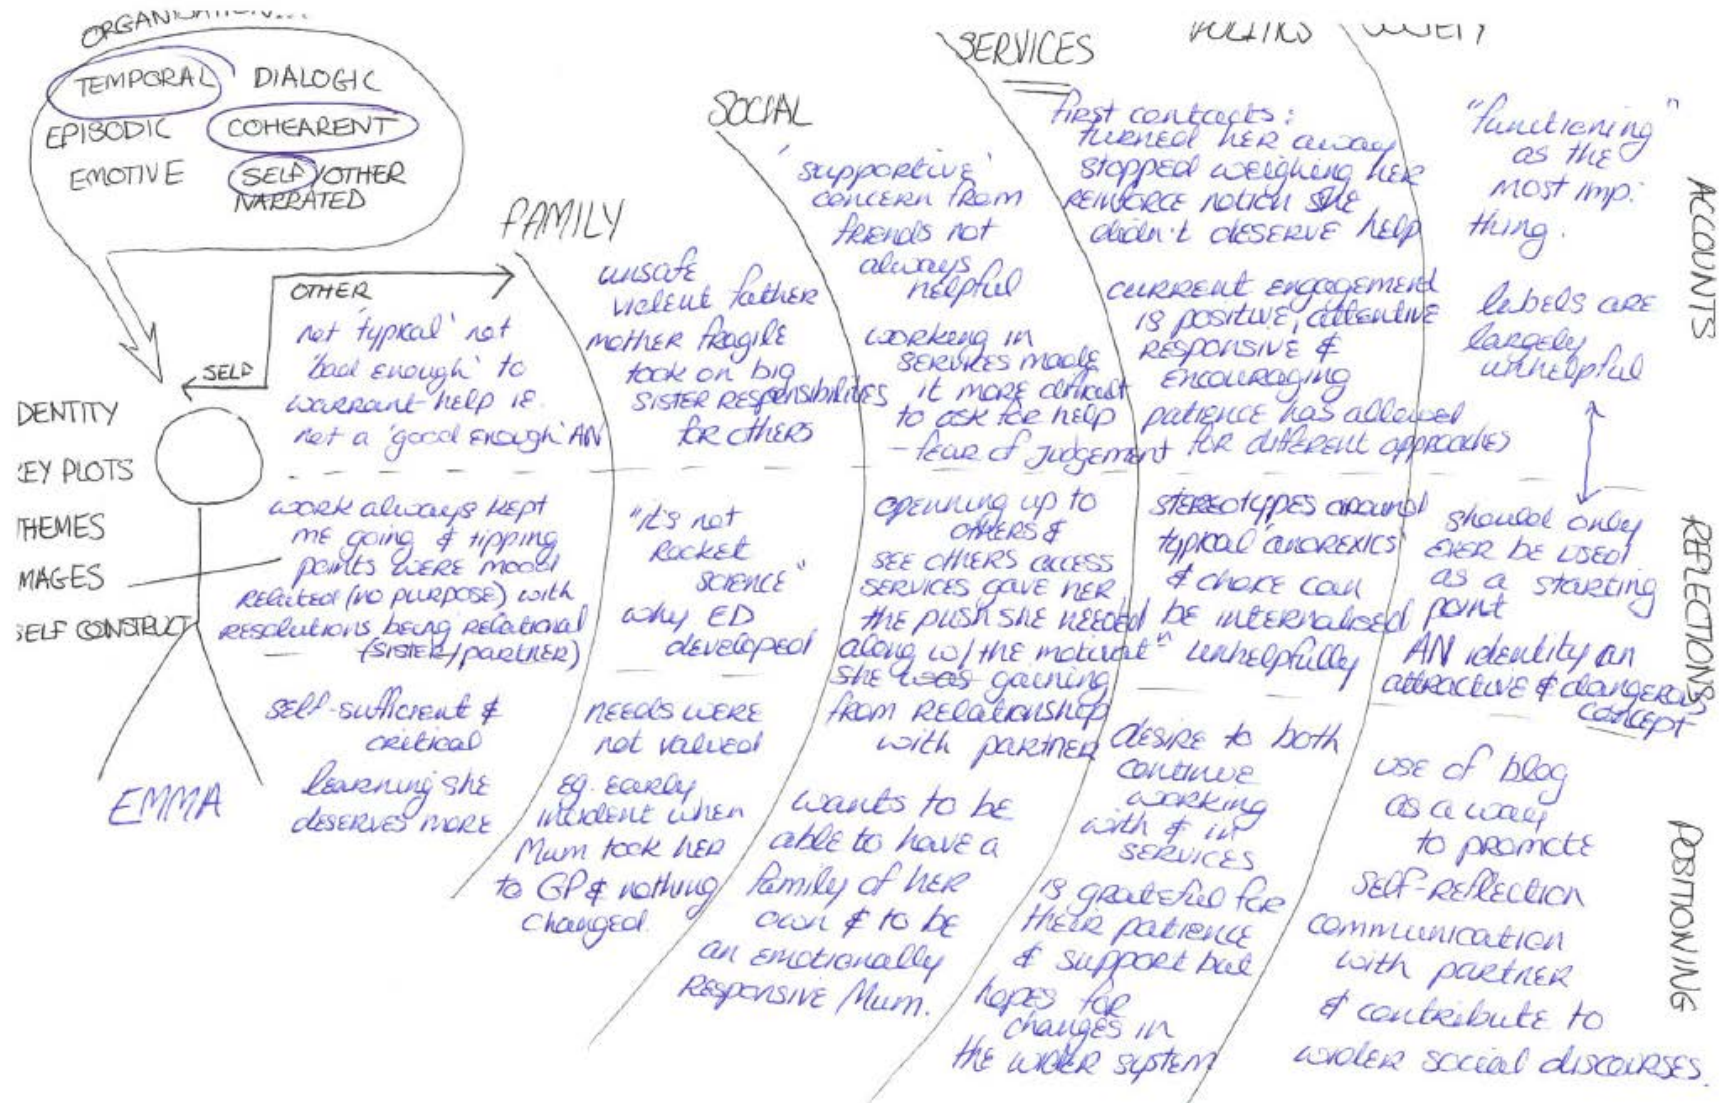 ORGANISATION
TEMPORAL DIALOGIC
EPISODIC COHEARENT
EMOTIVE SELF/OTHER
NARRATED
OTHER
SELF
DENTITY
EY PLOTS
THEMES
MAGES
SELF CONSTRUCT
EMMA
not 'typical' not
'bad enough' to
warrant help ie.
not a 'good enough' AN
work always kept
me going & tipping
points were mood
related (no purpose) with
resolutions being relational
(sister/partner)
self-sufficient &
critical
learning she
deserves more
FAMILY
unsafe
violent father
mother fragile
took on big
sister responsibilities
for others
"it's not
rocket
science"
why ED
developed
needs were
not valued
eg. early
incident when
Mum took her
to GP & nothing
changed.
SOCIAL
'supportive'
concern from
friends not
always
helpful
working in
services made
it more difficult
to ask for help
- fear of judgement
openning up to
others &
see others access
services gave her
the push she needed
along w/ the motivatn
she was gaining
from relationship
with partner
wants to be
able to have a
family of her
own & to be
an emotionally
responsive Mum.
SERVICES
first contacts:
turned her away
stopped weighing her
reinforce notion she
didn't deserve help
current engagement
is positive, attentive
responsive &
encouraging
patience has allowed
for different approaches
stereotypes around
'typical' anorexics
& choice can
be internalised
unhelpfully
desire to both
continue
working
with & in
services
is grateful for
their patience
& support but
hopes for
changes in
the wider system
"functioning"
as the
most imp.
thing.
labels are
largely
unhelpful
should only
ever be used
as a starting
point
AN identity an
attractive & dangerous
concept
use of blog
as a way
to promote
self-reflection
communication
with partner
& contribute to
wider social discourses.
ACCOUNTS
REFLECTIONS
POSITIONING